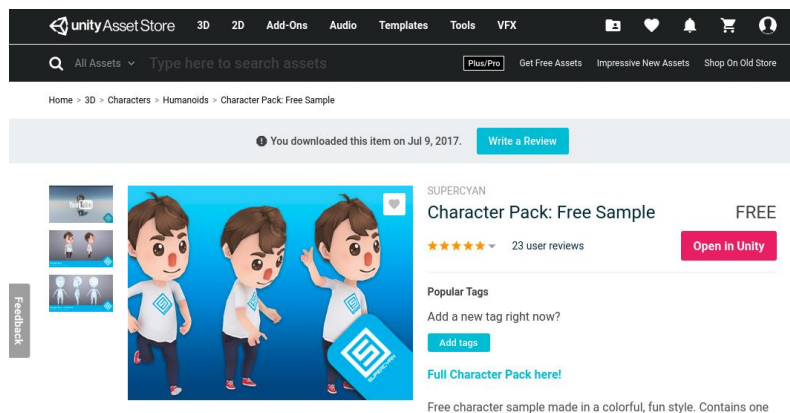 unity Asset Store 3D 2D Add-Ons Audio Templates Tools VFX
All Assets Type here to search assets Plus/Pro Get Free Assets Impressive New Assets Shop On Old Store
Home > 3D > Characters > Humanoids > Character Pack: Free Sample
You downloaded this item on Jul 9, 2017. Write a Review
YouTube
SUPERCYAN
Character Pack: Free Sample FREE
23 user reviews Open in Unity
Popular Tags
Add a new tag right now?
Add tags
Full Character Pack here!
Free character sample made in a colorful, fun style. Contains one
SUPERCYAN
Feedback